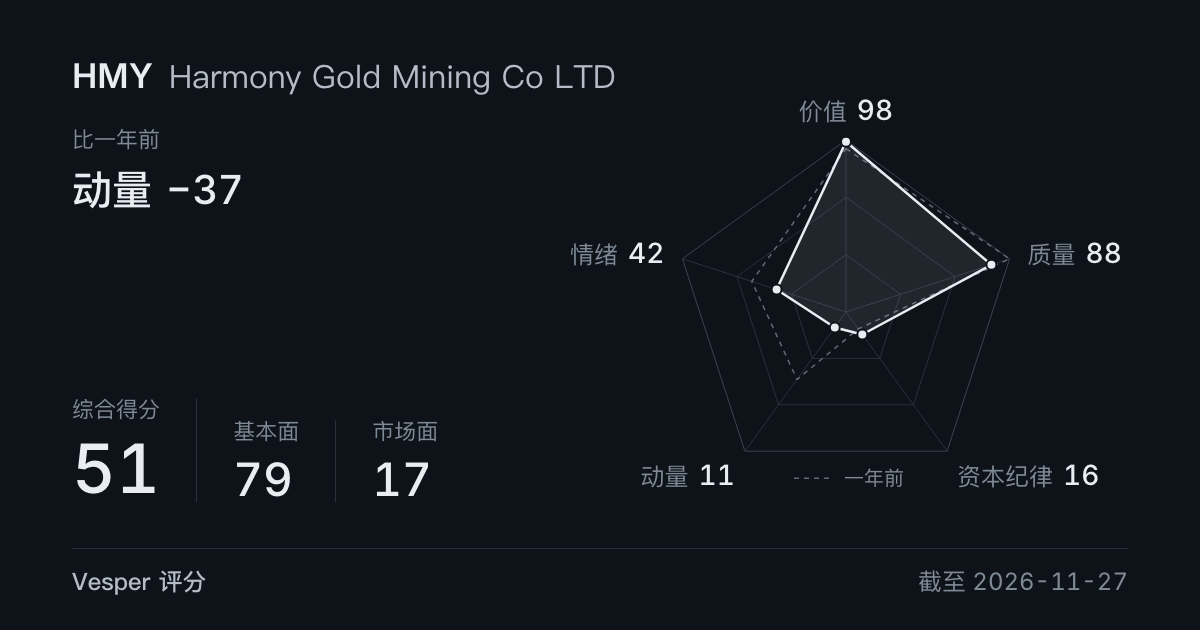 HMY Harmony Gold Mining Co LTD
比一年前
动量 −37
价值 98
情绪 42
质量 88
动量 11
---- 一年前
资本纪律 16
综合得分
51
基本面
79
市场面
17
Vesper 评分
截至 2026-11-27